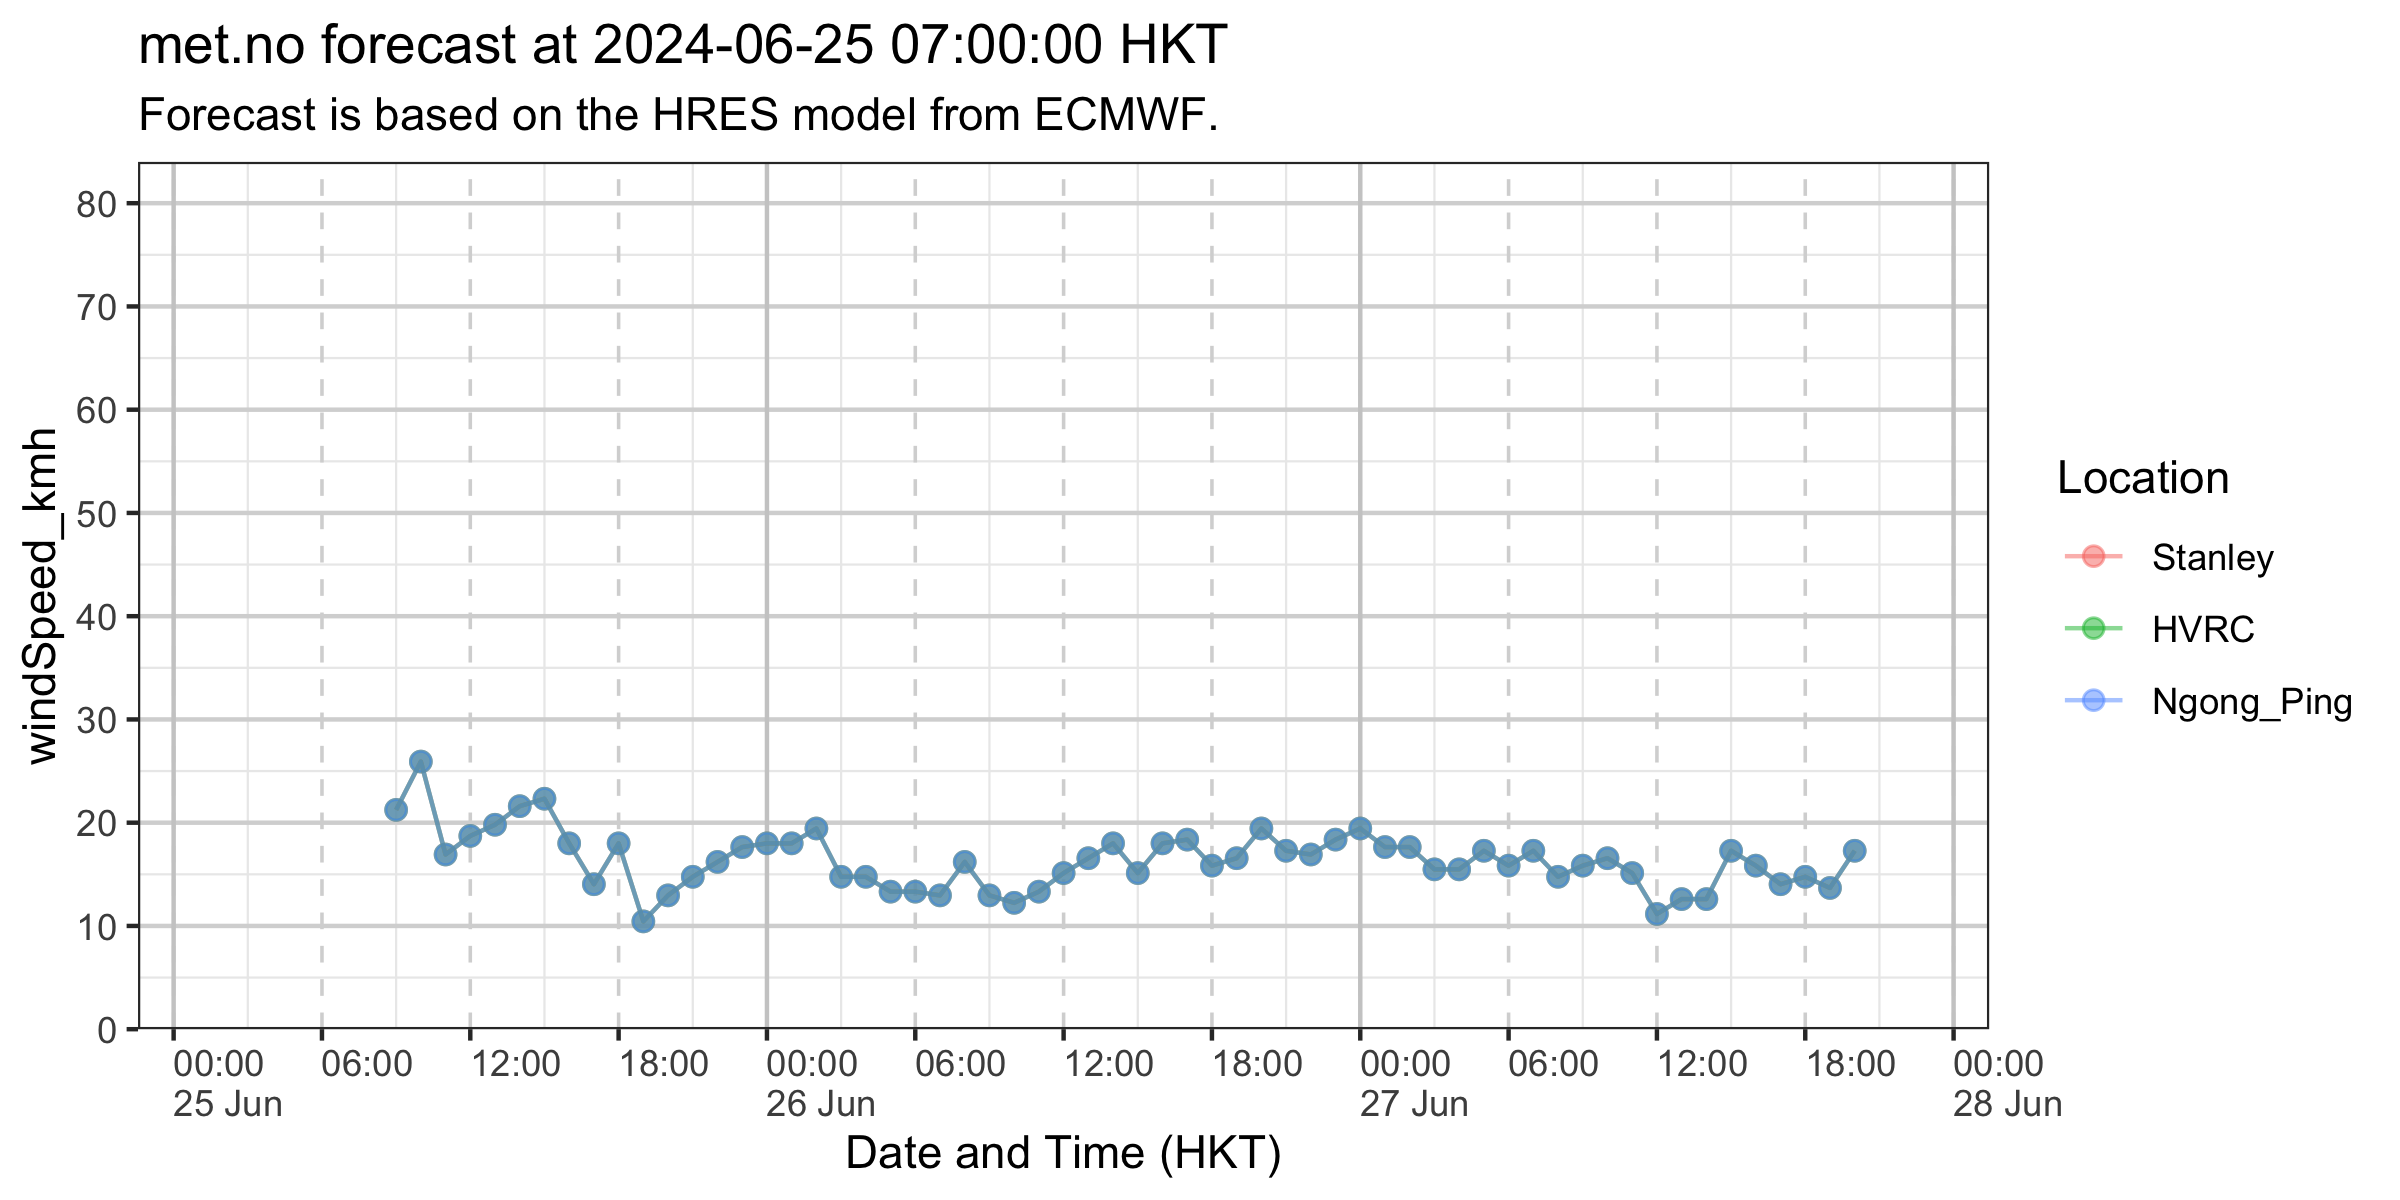 met.no forecast at 2024-06-25 07:00:00 HKT
Forecast is based on the HRES model from ECMWF.
windSpeed_kmh
80
70
60
50
40
30
20
10
0
00:00 06:00 12:00 18:00 00:00 06:00 12:00 18:00 00:00 06:00 12:00 18:00 00:00
25 Jun 26 Jun 27 Jun 28 Jun
Date and Time (HKT)
Location
Stanley
HVRC
Ngong_Ping